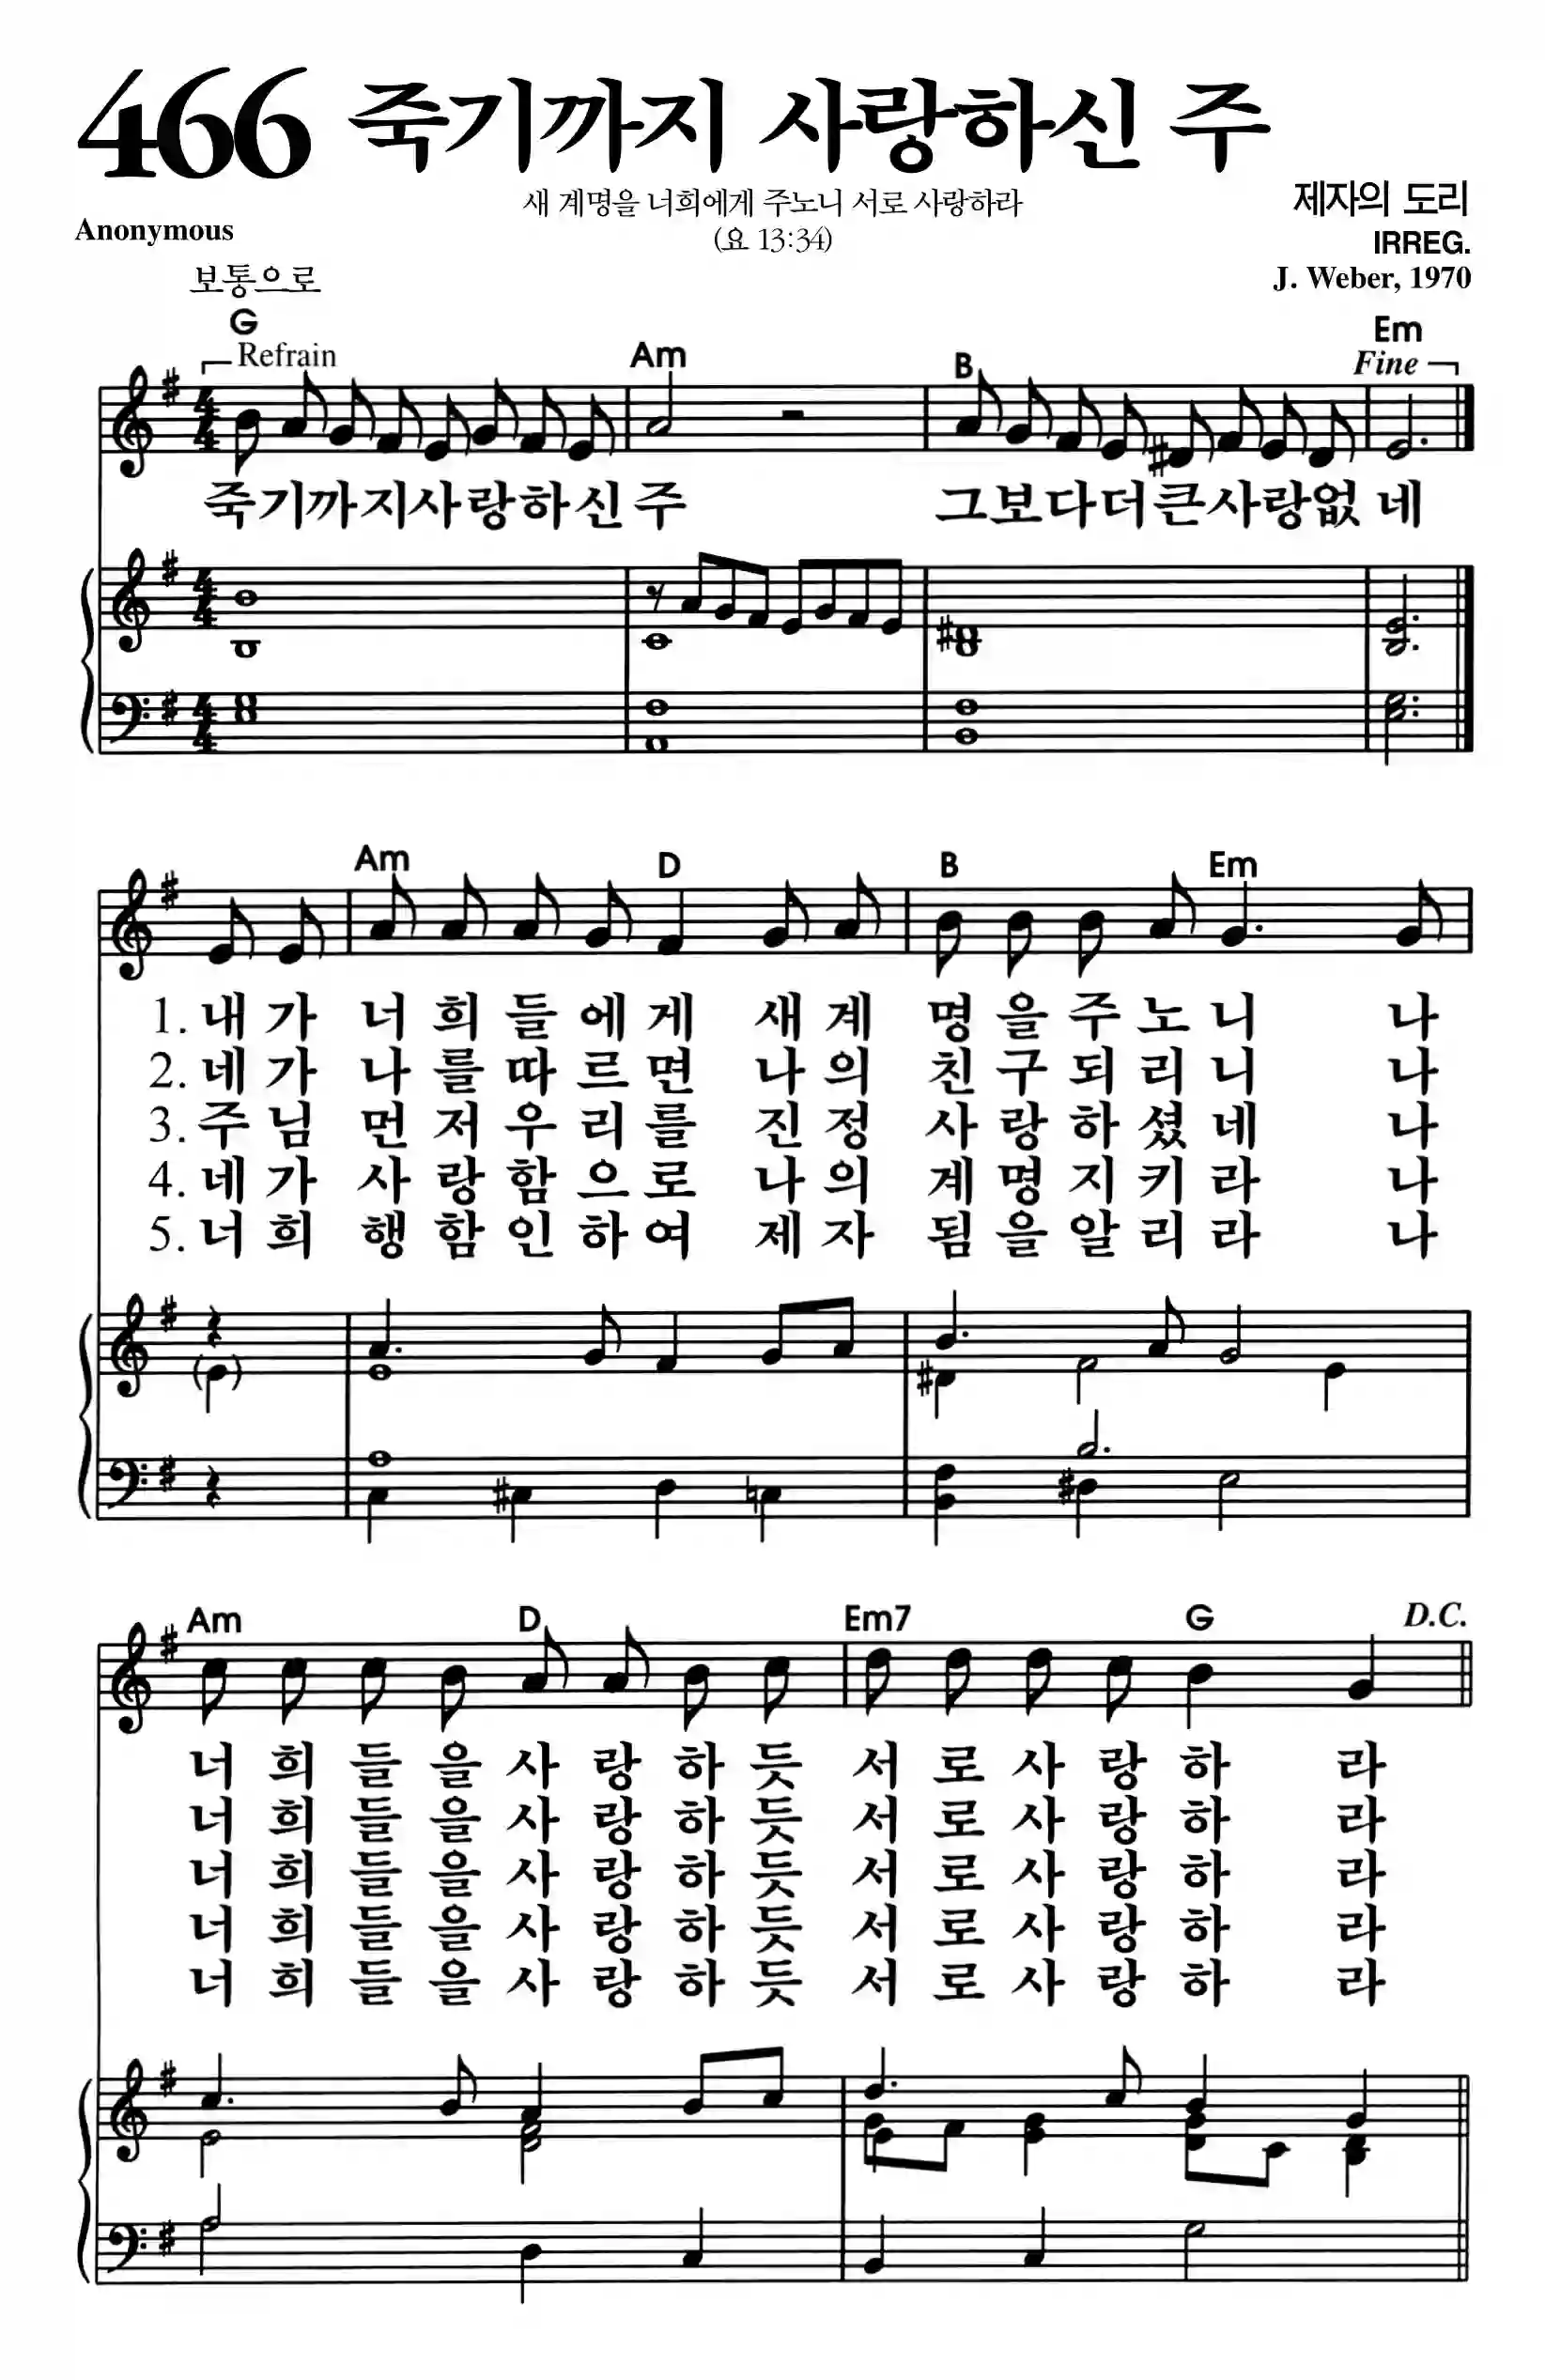 466 죽기까지 사랑하신 주
새 계명을 너희에게 주노니 서로 사랑하라
(요 13:34)
제자의 도리
Anonymous
IRREG.
J. Weber, 1970
보통으로
G Am B Em
Refrain Fine
죽기까지사랑하신주 그보다더큰사랑없네
Am D B Em
1. 내가 너희들에게 새계명을주노니 나
2. 네가 나를따르면 나의 친구되리니 나
3. 주님 먼저우리를 진정 사랑하셨네 나
4. 네가 사랑함으로 나의 계명지키라 나
5. 너희 행함인하여 제자 됨을알리라 나
Am D Em7 G D.C.
너희들을사랑하듯 서로사랑하라
너희들을사랑하듯 서로사랑하라
너희들을사랑하듯 서로사랑하라
너희들을사랑하듯 서로사랑하라
너희들을사랑하듯 서로사랑하라